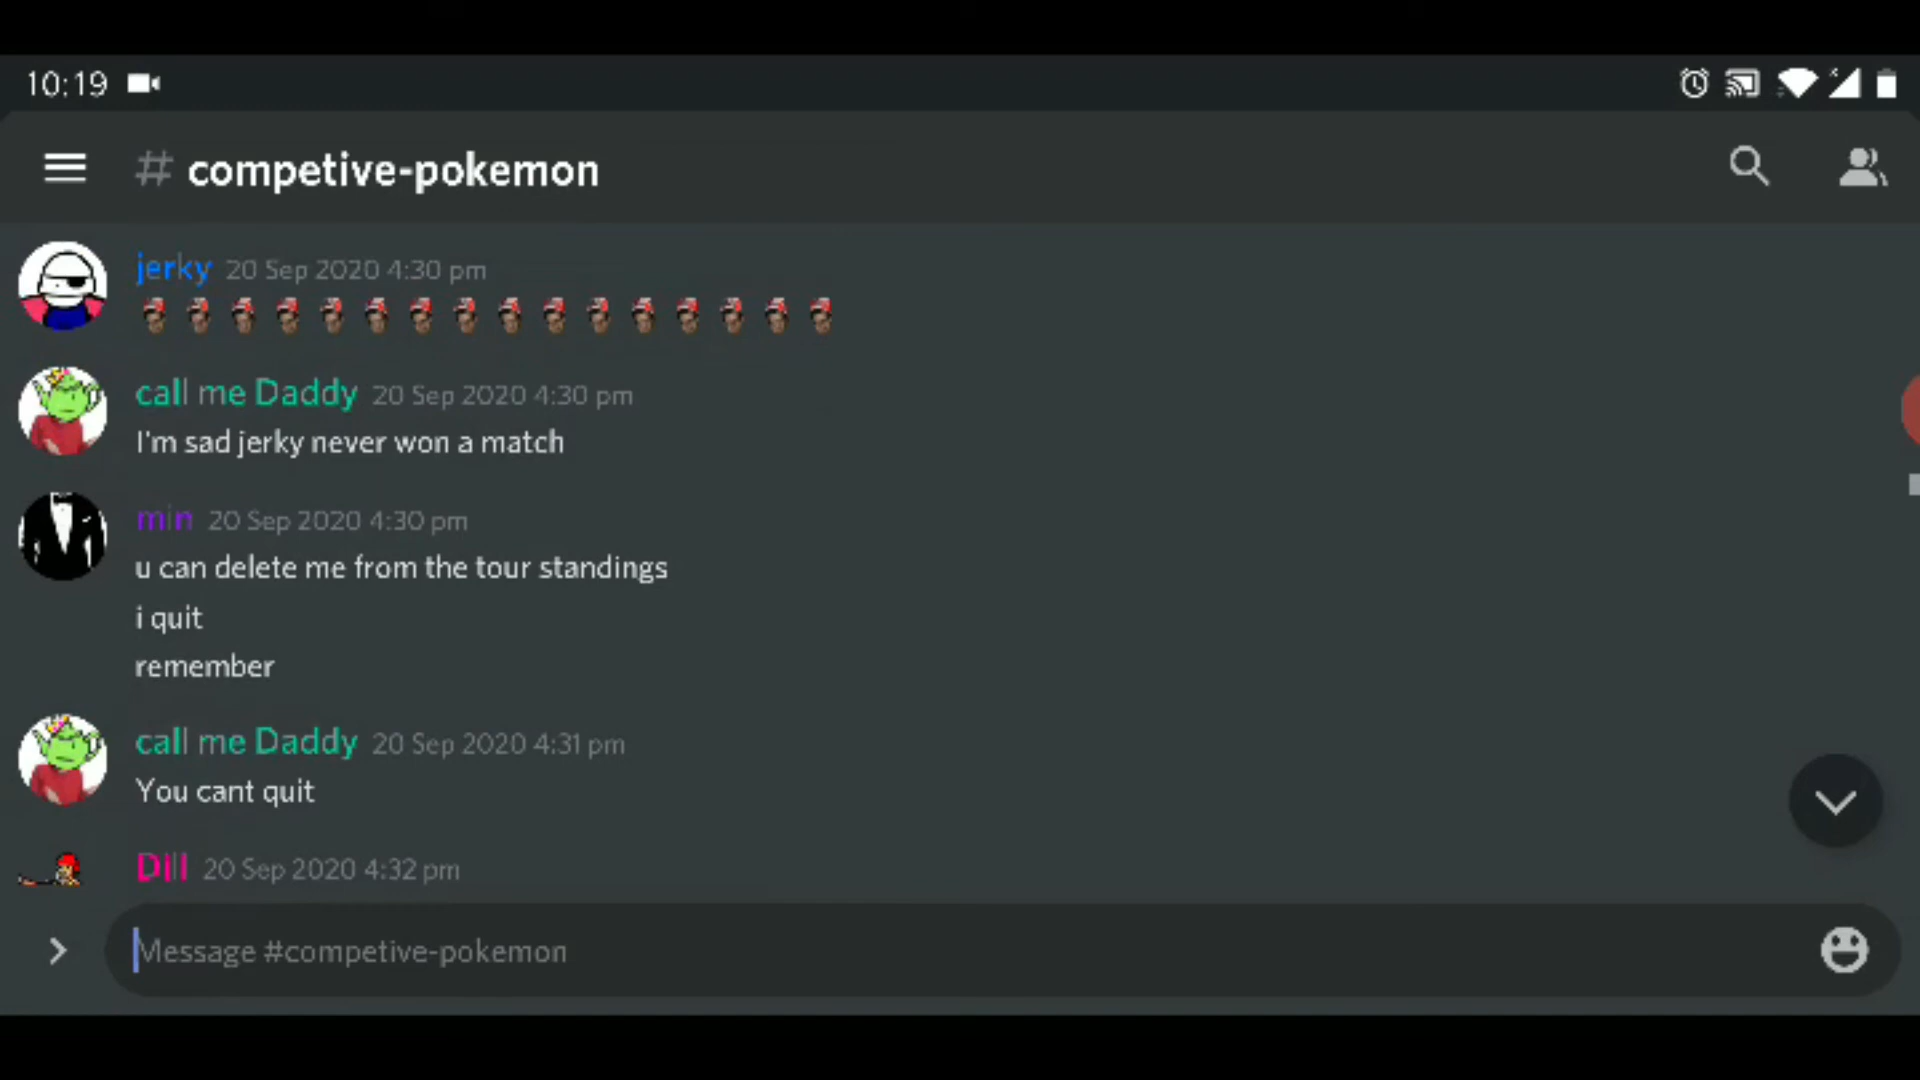 10:19
# competive-pokemon
jerky 20 Sep 2020 4:30 pm
call me Daddy 20 Sep 2020 4:30 pm
I'm sad jerky never won a match
min 20 Sep 2020 4:30 pm
u can delete me from the tour standings
i quit
remember
call me Daddy 20 Sep 2020 4:31 pm
You cant quit
Dill 20 Sep 2020 4:32 pm
Message #competive-pokemon